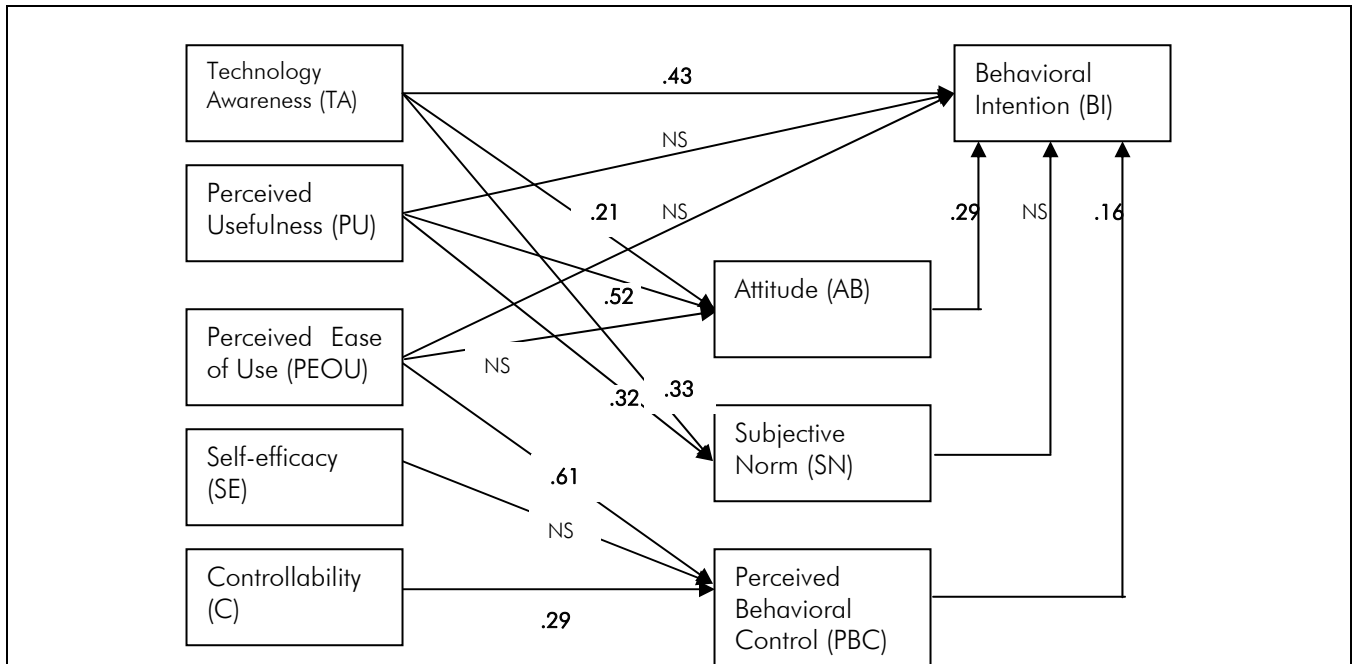 Technology
Awareness (TA)
.43
Behavioral
Intention (BI)
NS
Perceived
Usefulness (PU)
.21
NS
.29
NS
.16
.52
Attitude (AB)
Perceived Ease
of Use (PEOU)
NS
.32
.33
Subjective
Norm (SN)
Self-efficacy
(SE)
.61
NS
Controllability
(C)
.29
Perceived
Behavioral
Control (PBC)